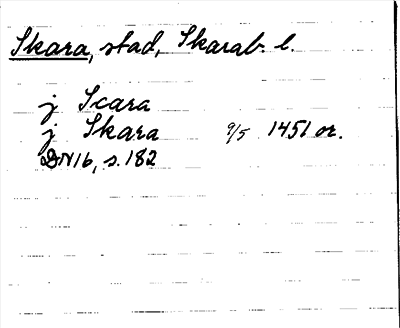 Skara, stad, Skarab. l.
j Scara
j Skara 9/5 1451 or.
DN16, s. 182